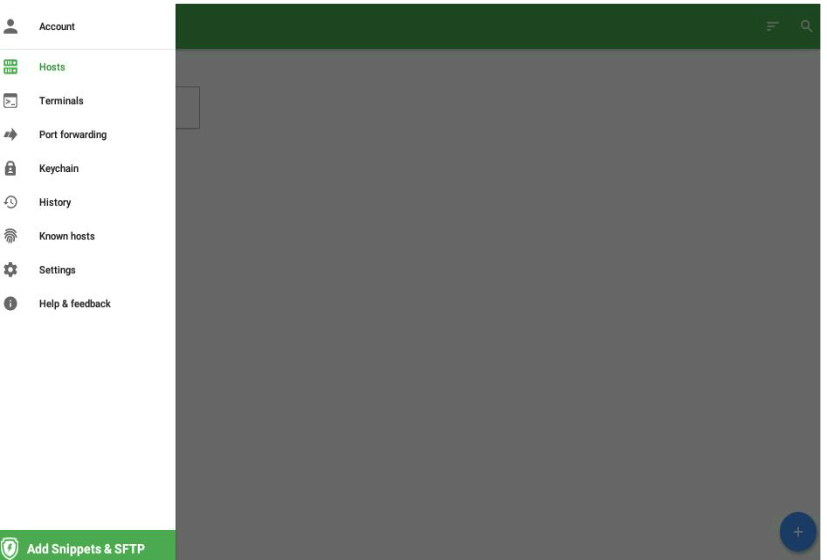 Account
Hosts
Terminals
Port forwarding
Keychain
History
Known hosts
Settings
Help & feedback
Add Snippets & SFTP